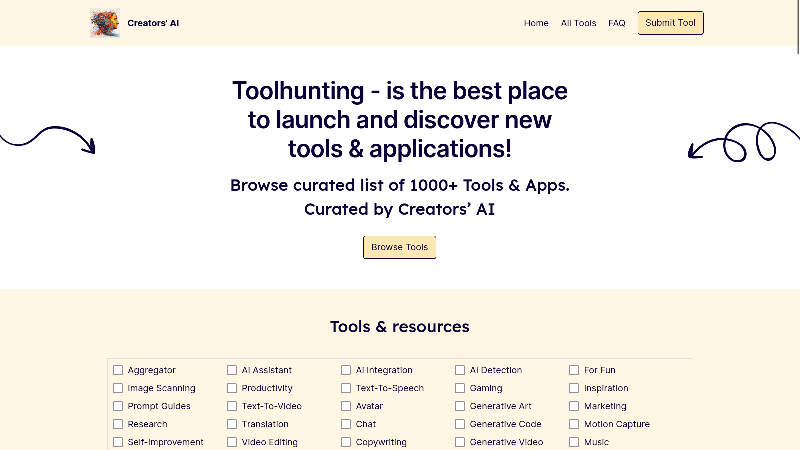 Creators' AI
Home All Tools FAQ Submit Tool
Toolhunting - is the best place
to launch and discover new
tools & applications!
Browse curated list of 1000+ Tools & Apps.
Curated by Creators’ AI
Browse Tools
Tools & resources
Aggregator AI Assistant AI Integration AI Detection For Fun
Image Scanning Productivity Text-To-Speech Gaming Inspiration
Prompt Guides Text-To-Video Avatar Generative Art Marketing
Research Translation Chat Generative Code Motion Capture
Self-Improvement Video Editing Copywriting Generative Video Music